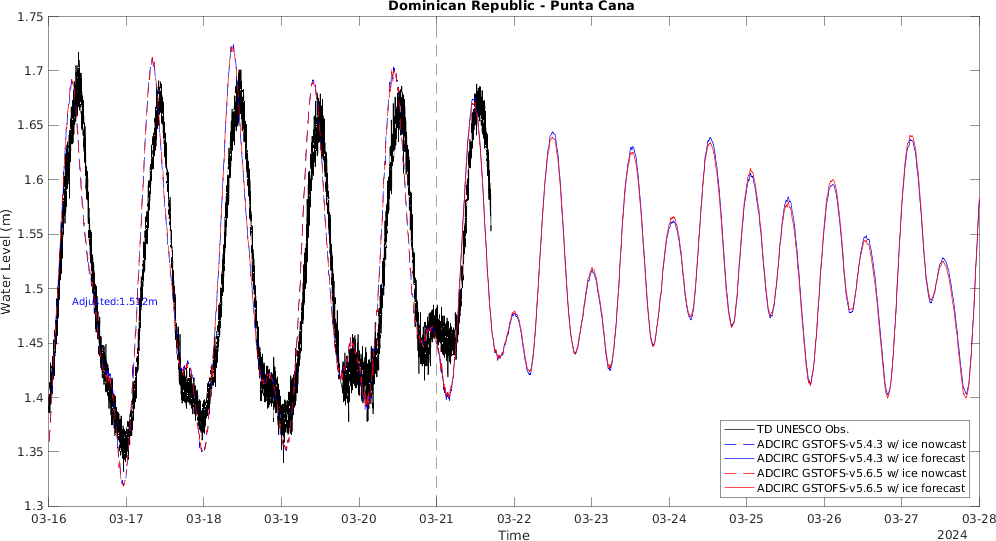 Dominican Republic - Punta Cana
Water Level (m)
1.75
1.7
1.65
1.6
1.55
1.5
1.45
1.4
1.35
1.3
Adjusted:1.512m
TD UNESCO Obs.
ADCIRC GSTOFS-v5.4.3 w/ ice nowcast
ADCIRC GSTOFS-v5.4.3 w/ ice forecast
ADCIRC GSTOFS-v5.6.5 w/ ice nowcast
ADCIRC GSTOFS-v5.6.5 w/ ice forecast
03-16 03-17 03-18 03-19 03-20 03-21 03-22 03-23 03-24 03-25 03-26 03-27 03-28
Time
2024